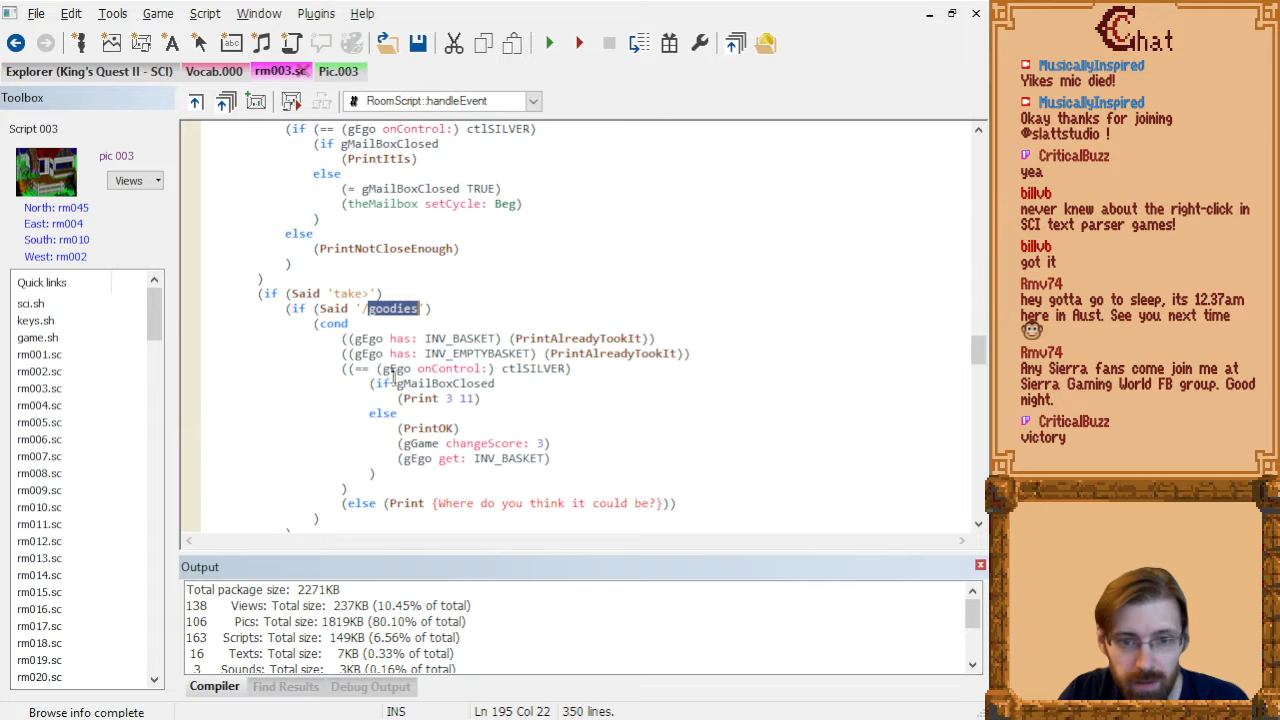 File Edit Tools Game Script Window Plugins Help
Explorer (King's Quest II - SCI) Vocab.000 rm003.sc Pic.003
Toolbox
RoomScript::handleEvent
Script 003
pic 003
Views
North: rm045
East: rm004
South: rm010
West: rm002
Quick links
sci.sh
keys.sh
game.sh
rm001.sc
rm002.sc
rm003.sc
rm004.sc
rm005.sc
rm006.sc
rm007.sc
rm008.sc
rm009.sc
rm010.sc
rm011.sc
rm012.sc
rm013.sc
rm014.sc
rm015.sc
rm016.sc
rm017.sc
rm018.sc
rm019.sc
rm020.sc
(if (== (gEgo onControl:) ctlSILVER)
(if gMailBoxClosed
(PrintItIs)
else
(= gMailBoxClosed TRUE)
(theMailbox setCycle: Beg)
)
else
(PrintNotCloseEnough)
)
)
(if (Said 'take>')
(if (Said '/goodies')
(cond
((gEgo has: INV_BASKET) (PrintAlreadyTookIt))
((gEgo has: INV_EMPTYBASKET) (PrintAlreadyTookIt))
((== (gEgo onControl:) ctlSILVER)
(if gMailBoxClosed
(Print 3 11)
else
(PrintOK)
(gGame changeScore: 3)
(gEgo get: INV_BASKET)
)
)
(else (Print {Where do you think it could be?}))
)
Output
Total package size: 2271KB
138 Views: Total size: 237KB (10.45% of total)
106 Pics: Total size: 1819KB (80.10% of total)
163 Scripts: Total size: 149KB (6.56% of total)
16 Texts: Total size: 7KB (0.33% of total)
3 Sounds: Total size: 3KB (0.16% of total)
Compiler Find Results Debug Output
Browse info complete INS Ln 195 Col 22 350 lines.
Chat
MusicallyInspired
Yikes mic died!
MusicallyInspired
Okay thanks for joining
@slattstudio !
CriticalBuzz
yea
billvb
never knew about the right-click in
SCI text parser games!
billvb
got it
Rmv74
hey gotta go to sleep, its 12.37am
here in Aust. See you next time
Rmv74
Any Sierra fans come join me at
Sierra Gaming World FB group. Good
night.
CriticalBuzz
victory